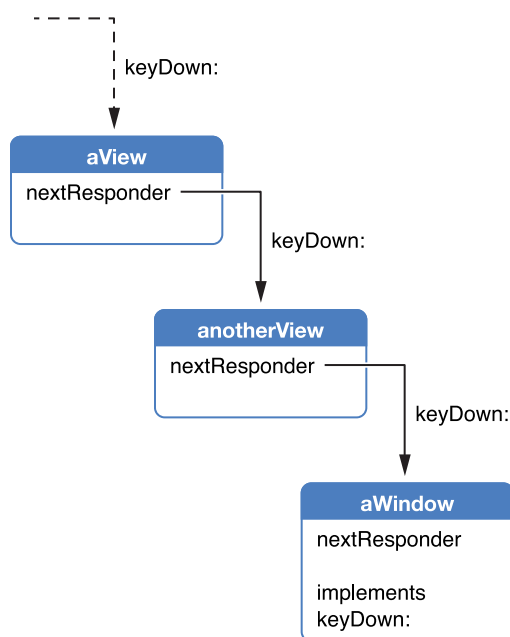 keyDown:
aView
nextResponder
keyDown:
anotherView
nextResponder
keyDown:
aWindow
nextResponder
implements
keyDown: